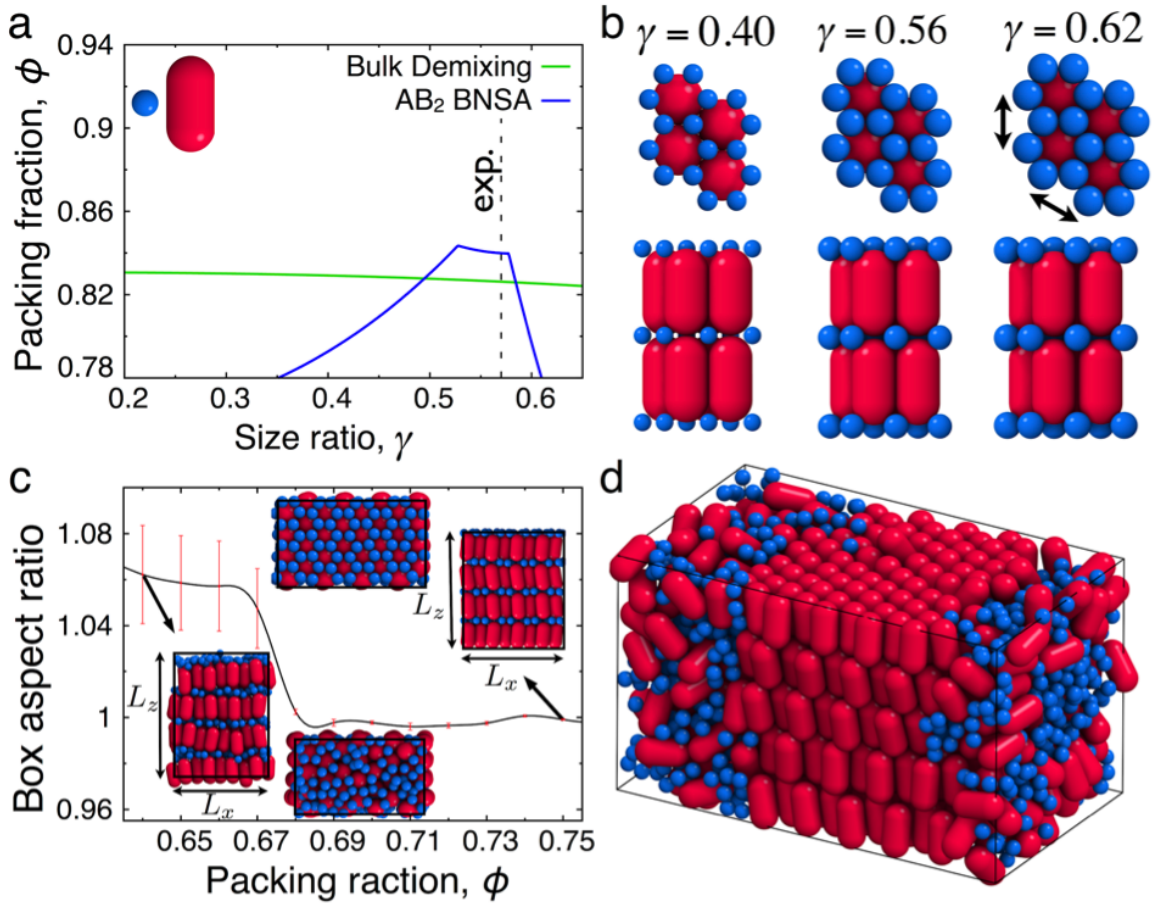 a
0.94
0.9
0.86
0.82
0.78
Packing fraction, ϕ
Bulk Demixing
AB₂ BNSA
exp.
0.2 0.3 0.4 0.5 0.6
Size ratio, γ
b
γ = 0.40 γ = 0.56 γ = 0.62
c
1.08
1.04
1
0.96
Box aspect ratio
L_z
L_x
L_z
L_x
0.65 0.67 0.69 0.71 0.73 0.75
Packing raction, ϕ
d